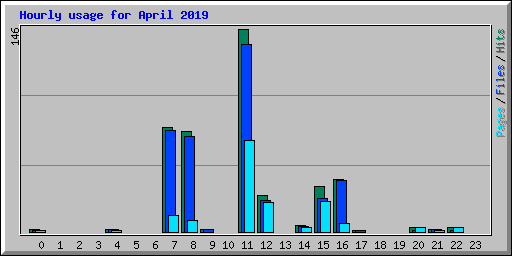 Hourly usage for April 2019
146
Pages/Files/Hits
0 1 2 3 4 5 6 7 8 9 10 11 12 13 14 15 16 17 18 19 20 21 22 23